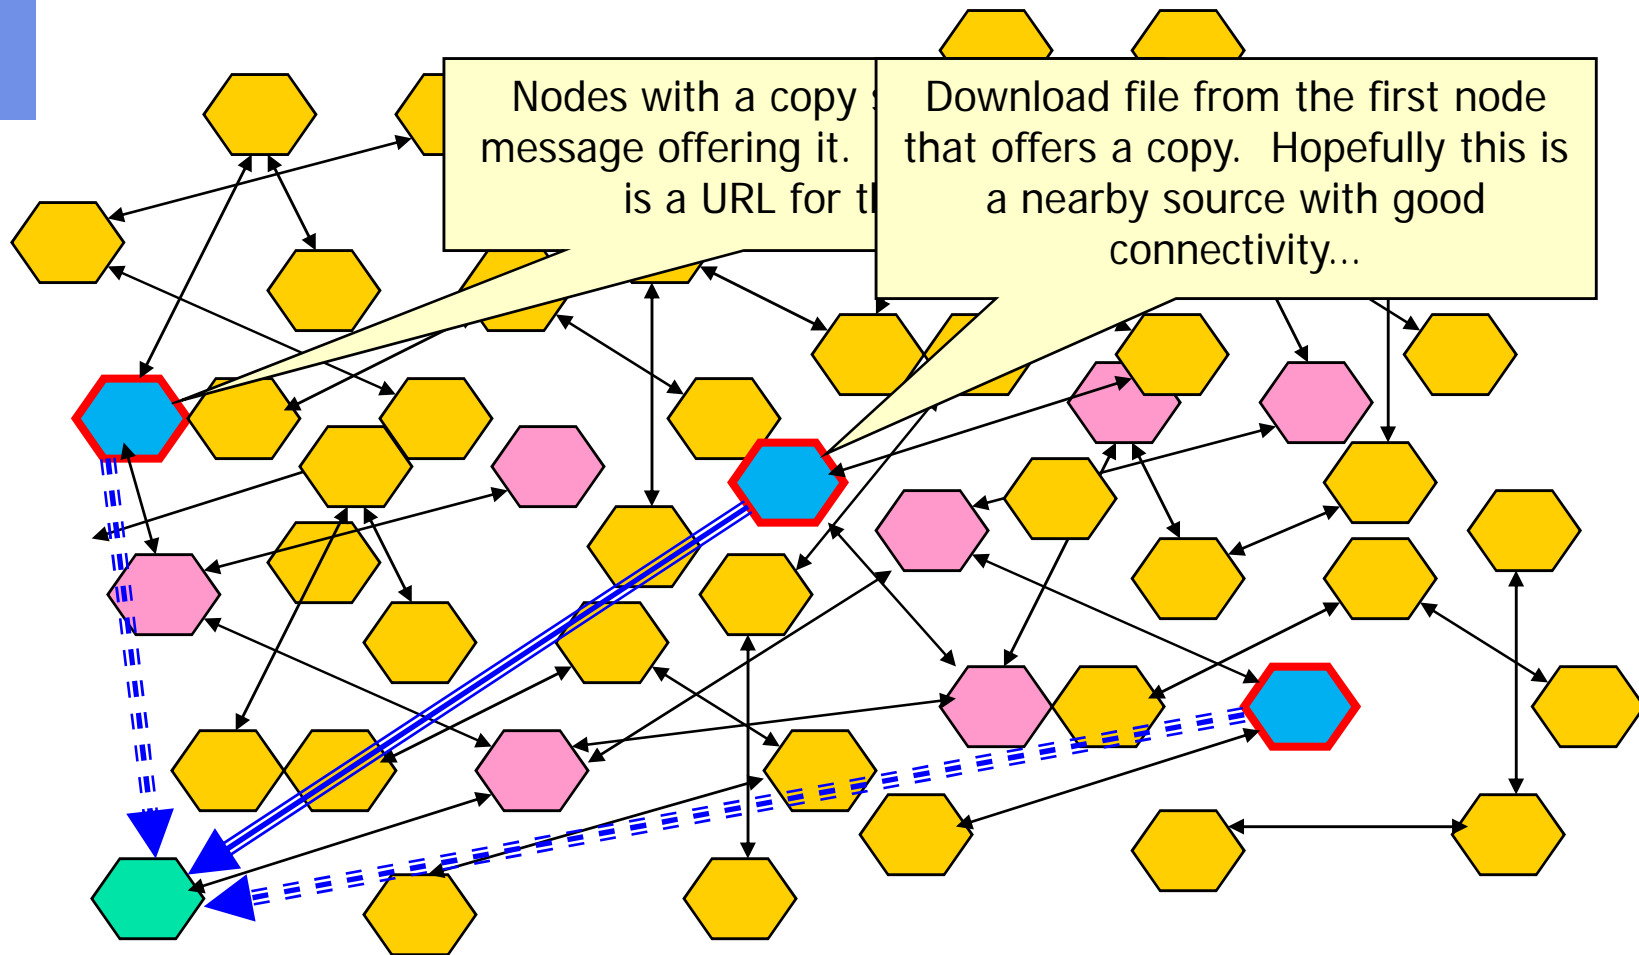 Nodes with a copy
message offering it.
is a URL for
Download file from the first node
that offers a copy. Hopefully this is
a nearby source with good
connectivity...